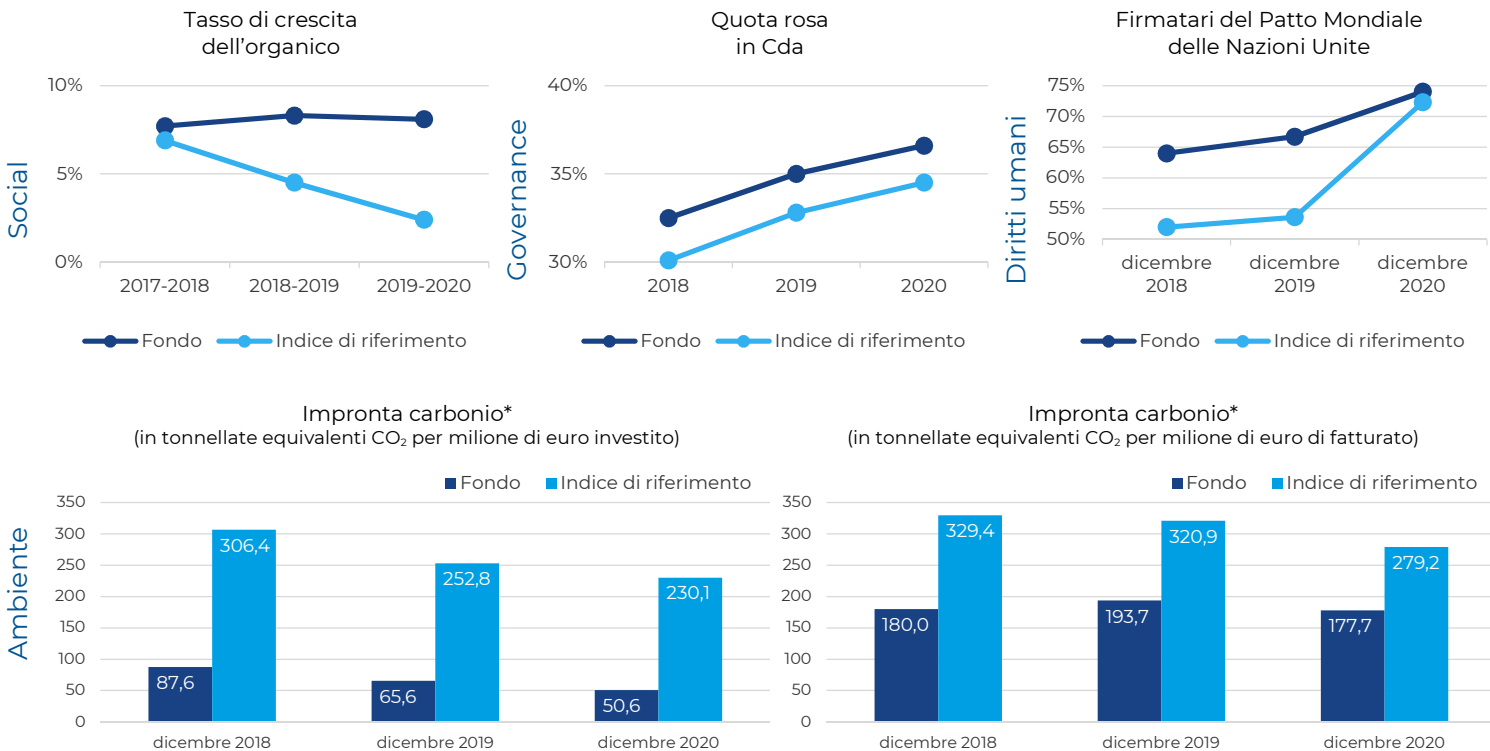 Tasso di crescita
dell'organico
Social
10%
5%
0%
2017-2018
2018-2019
2019-2020
Fondo
Indice di riferimento
Quota rosa
in Cda
Governance
40%
35%
30%
2018
2019
2020
Fondo
Indice di riferimento
Firmatari del Patto Mondiale
delle Nazioni Unite
Diritti umani
75%
70%
65%
60%
55%
50%
dicembre
2018
dicembre
2019
dicembre
2020
Fondo
Indice di riferimento
Ambiente
Impronta carbonio*
(in tonnellate equivalenti CO₂ per milione di euro investito)
Fondo
Indice di riferimento
350
300
250
200
150
100
50
0
87,6
306,4
65,6
252,8
50,6
230,1
dicembre 2018
dicembre 2019
dicembre 2020
Impronta carbonio*
(in tonnellate equivalenti CO₂ per milione di euro di fatturato)
Fondo
Indice di riferimento
350
300
250
200
150
100
50
0
180,0
329,4
193,7
320,9
177,7
279,2
dicembre 2018
dicembre 2019
dicembre 2020